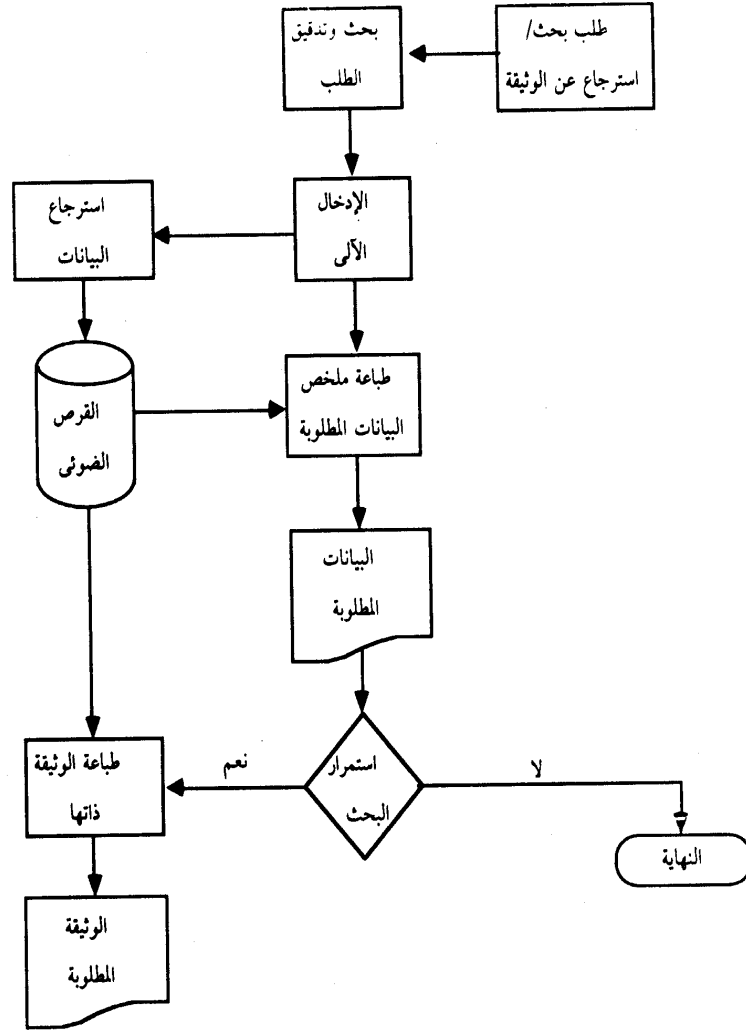 طلب بحث/
استرجاع عن الوثيقة
بحث وتدقيق
الطلب
الإدخال
الآلى
استرجاع
البيانات
القرص
الضوئى
طباعة ملخص
البيانات المطلوبة
البيانات
المطلوبة
استمرار
البحث
لا
النهاية
نعم
طباعة الوثيقة
ذاتها
الوثيقة
المطلوبة